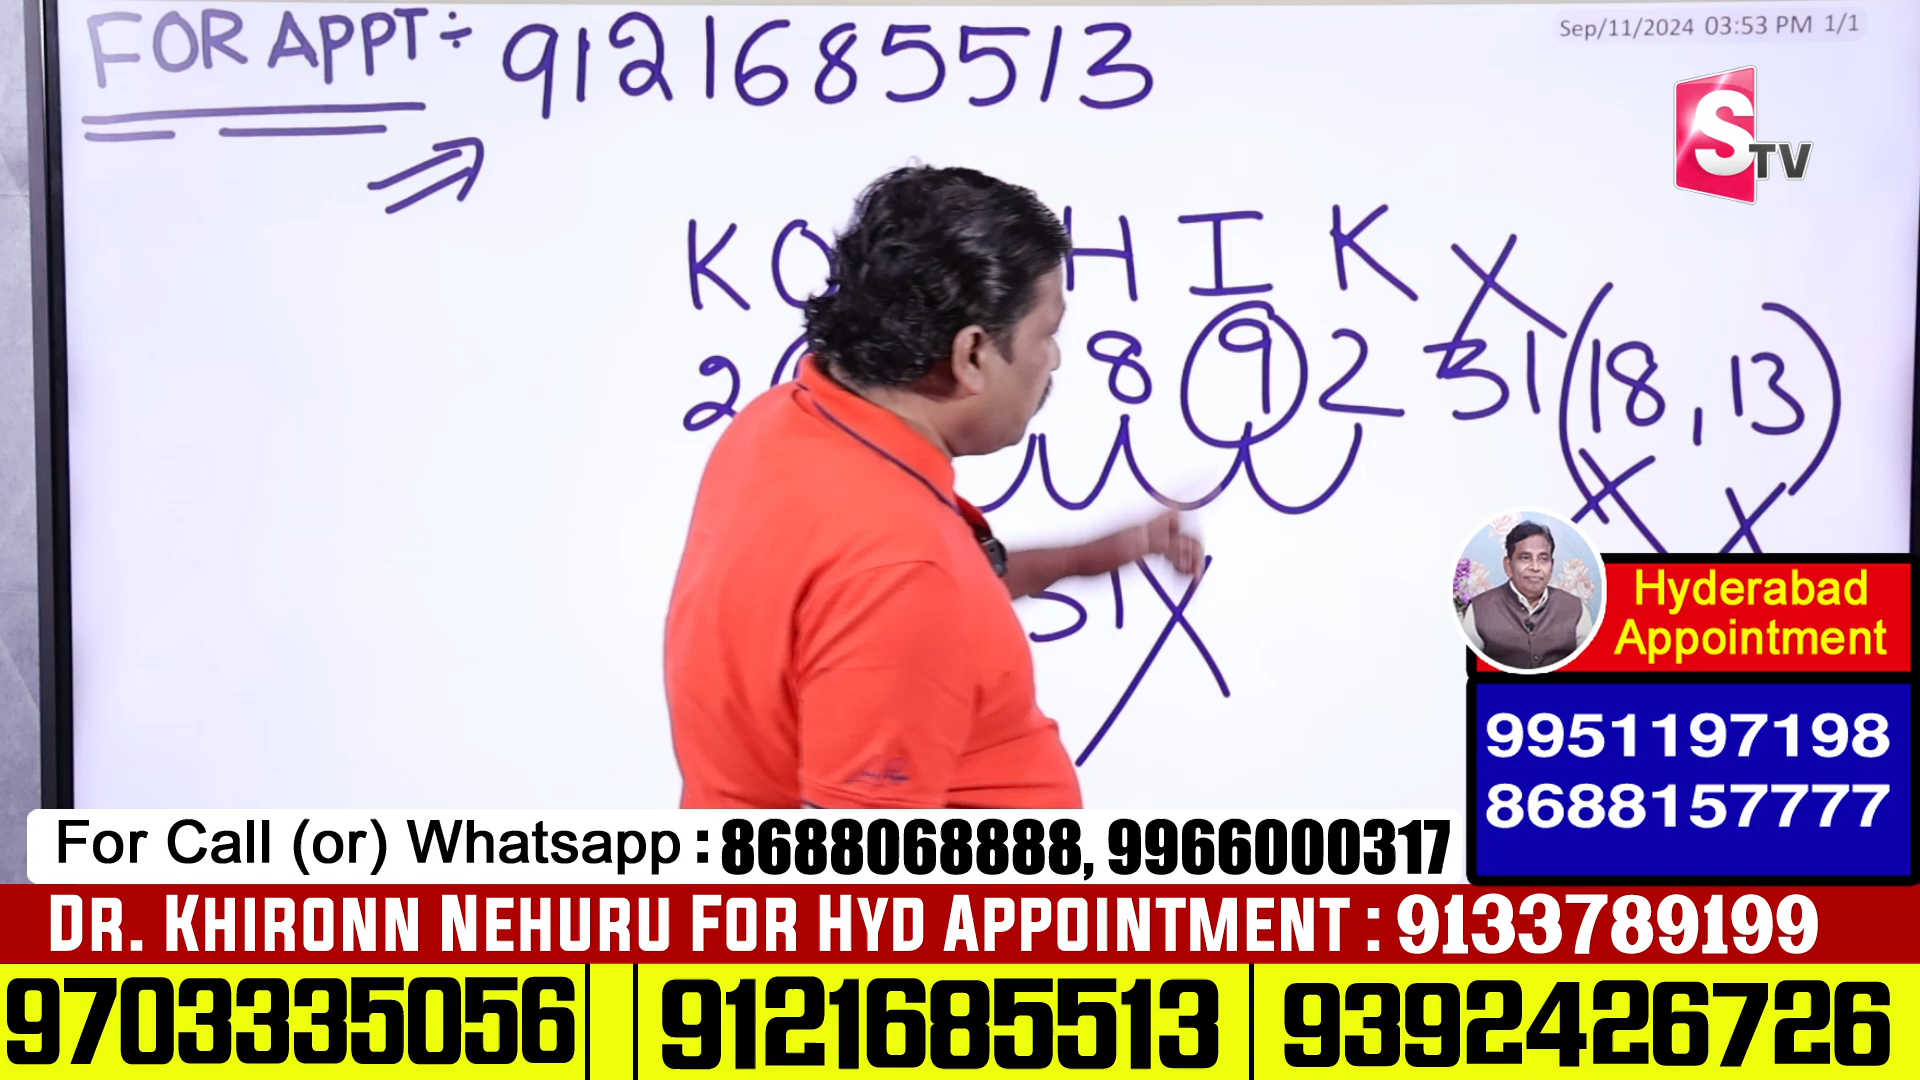 FOR APPT ÷ 9121685513
Sep/11/2024 03:53 PM 1/1
S TV
K O H I K
2 8 9 2 31 (18, 13)
31
Hyderabad
Appointment
9951197198
8688157777
For Call (or) Whatsapp : 8688068888, 9966000317
DR. KHIRONN NEHURU FOR HYD APPOINTMENT : 9133789199
9703335056 9121685513 9392426726